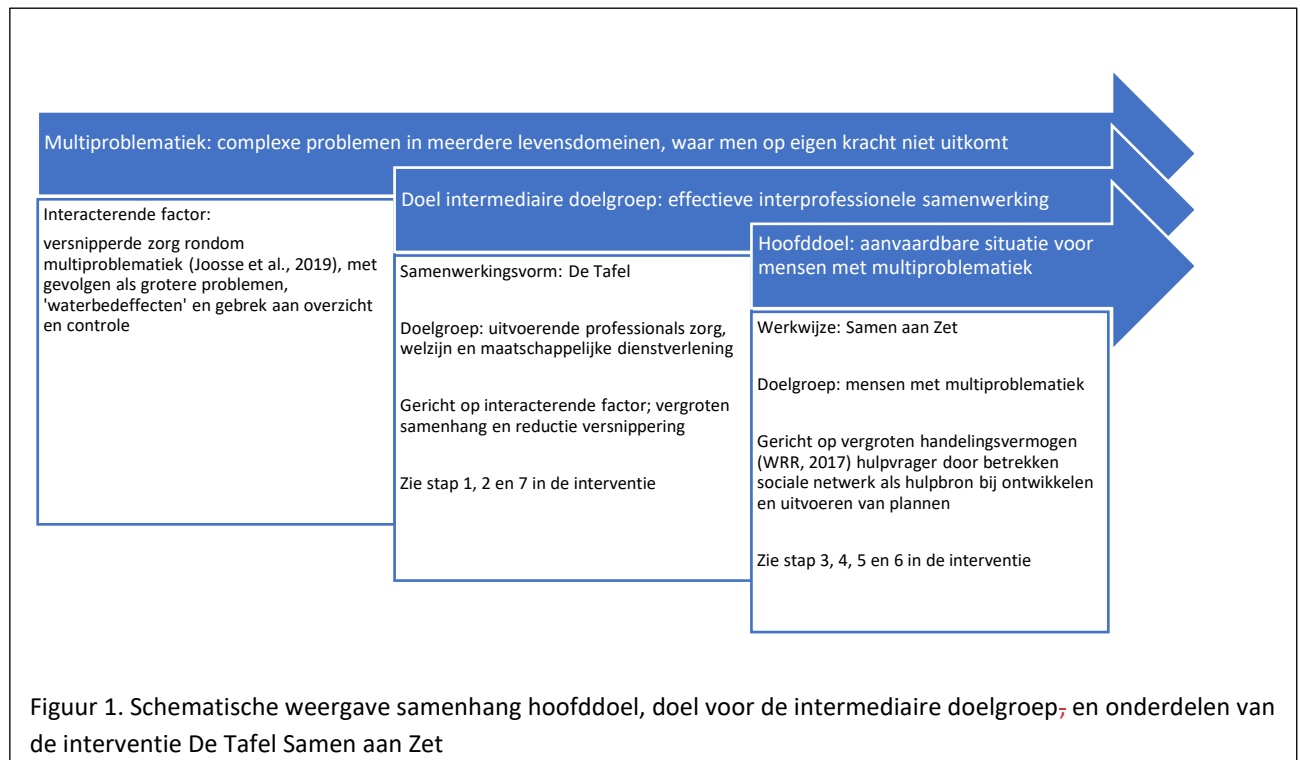 Multiproblematiek: complexe problemen in meerdere levensdomeinen, waar men op eigen kracht niet uitkomt
Interacterende factor:
versnipperde zorg rondom
multiproblematiek (Joosse et al., 2019), met
gevolgen als grotere problemen,
'waterbedeffecten' en gebrek aan overzicht
en controle
Doel intermediaire doelgroep: effectieve interprofessionele samenwerking
Samenwerkingsvorm: De Tafel
Doelgroep: uitvoerende professionals zorg,
welzijn en maatschappelijke dienstverlening
Gericht op interacterende factor; vergroten
samenhang en reductie versnippering
Zie stap 1, 2 en 7 in de interventie
Hoofddoel: aanvaardbare situatie voor
mensen met multiproblematiek
Werkwijze: Samen aan Zet
Doelgroep: mensen met multiproblematiek
Gericht op vergroten handelingsvermogen
(WRR, 2017) hulpvrager door betrekken
sociale netwerk als hulpbron bij ontwikkelen
en uitvoeren van plannen
Zie stap 3, 4, 5 en 6 in de interventie
Figuur 1. Schematische weergave samenhang hoofddoel, doel voor de intermediaire doelgroep, en onderdelen van
de interventie De Tafel Samen aan Zet